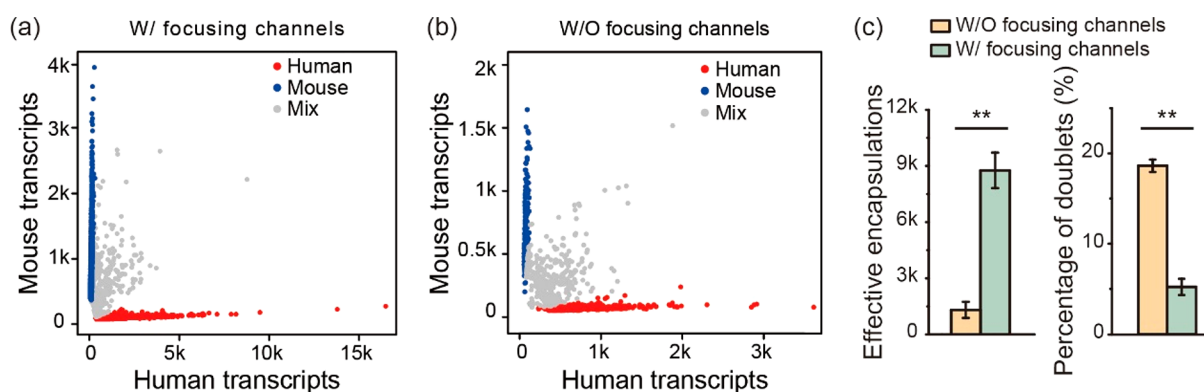 (a)
W/ focusing channels
Mouse transcripts
4k
3k
2k
1k
0
Human
Mouse
Mix
0
5k
10k
15k
Human transcripts
(b)
W/O focusing channels
Mouse transcripts
2k
1.5k
1k
0.5k
0
Human
Mouse
Mix
0
1k
2k
3k
Human transcripts
(c)
W/O focusing channels
W/ focusing channels
Effective encapsulations
12k
9k
6k
3k
0
**
Percentage of doublets (%)
20
10
0
**